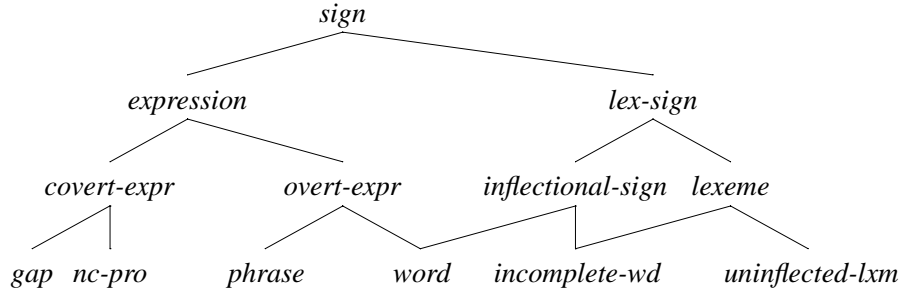 sign
expression lex-sign
covert-expr overt-expr inflectional-sign lexeme
gap nc-pro phrase word incomplete-wd uninflected-lxm